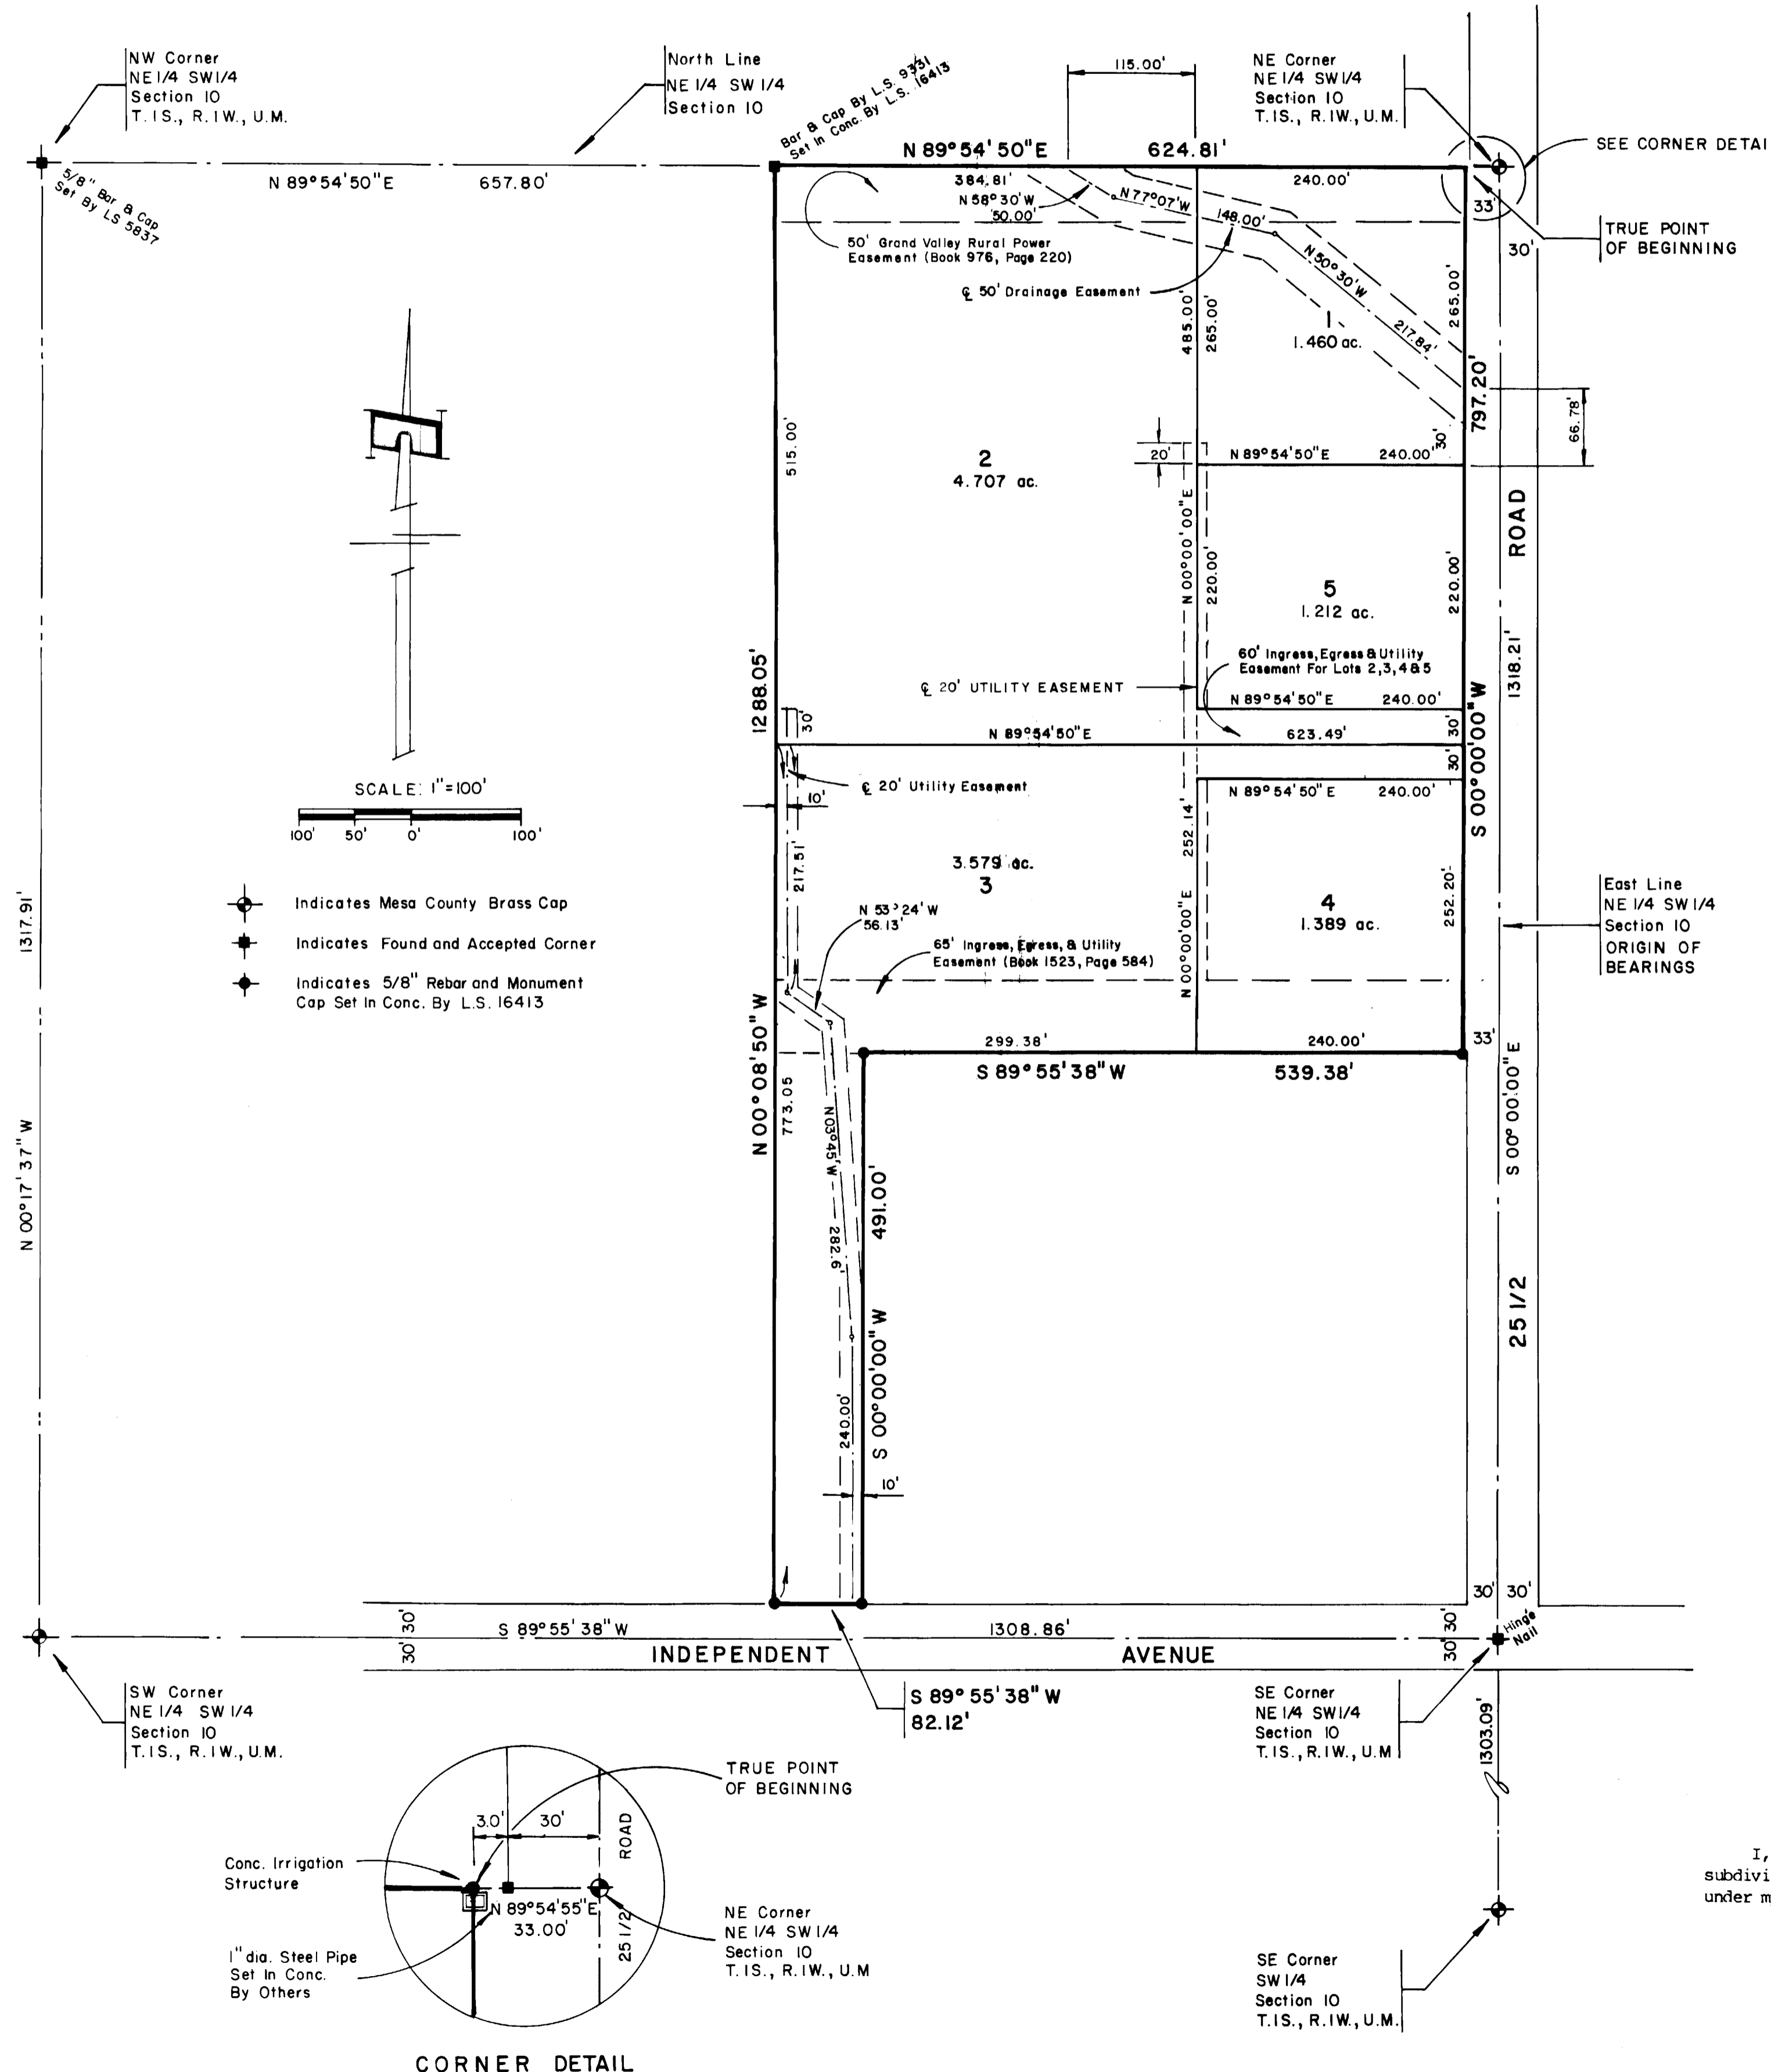 NW Corner
NE 1/4 SW 1/4
Section 10
T. 1S., R. 1W., U.M.
North Line
NE 1/4 SW 1/4
Section 10
Bar & Cap By L.S. 9331
Set In Conc. By L.S. 16413
115.00'
NE Corner
NE 1/4 SW 1/4
Section 10
T. 1S., R. 1W., U.M.
SEE CORNER DETAI
5/8" Bar & Cap
Set By LS 5837
N 89°54'50"E 657.80'
N 89°54'50"E 624.81'
384.81'
240.00'
33'
N 58°30'W
N 77°07'W
50.00'
148.00'
TRUE POINT
OF BEGINNING
30'
50' Grand Valley Rural Power
Easement (Book 976, Page 220)
℄ 50' Drainage Easement
N 50°30'W
217.84'
485.00'
265.00'
265.00'
1
1.460 ac.
797.20'
66.78'
30'
515.00'
2
4.707 ac.
20'
N 89°54'50"E 240.00'
N 00°00'00"E
220.00'
220.00'
ROAD
5
1.212 ac.
1318.21'
60' Ingress, Egress & Utility
Easement For Lots 2,3,4&5
℄ 20' UTILITY EASEMENT
N 89°54'50"E 240.00'
1288.05'
30'
N 89°54'50"E 623.49'
30'
30'
S 00°00'00"W
SCALE: 1"=100'
100' 50' 0' 100'
℄ 20' Utility Easement
10'
N 89°54'50"E 240.00'
217.51'
252.14'
3.579 ac.
3
4
1.389 ac.
252.20'
N 00°00'00"E
Indicates Mesa County Brass Cap
Indicates Found and Accepted Corner
Indicates 5/8" Rebar and Monument
Cap Set In Conc. By L.S. 16413
N 53°24'W
56.13'
65' Ingress, Egress, & Utility
Easement (Book 1523, Page 584)
East Line
NE 1/4 SW 1/4
Section 10
ORIGIN OF
BEARINGS
1317.91'
N 00°17'37"W
N 00°08'50"W
773.05
299.38'
240.00'
33'
S 89°55'38"W 539.38'
N 03°45'W
282.6'
491.00'
S 00°00'00"W
S 00°00'00"E
25 1/2
240.00'
10'
30' 30'
30' 30'
S 89°55'38"W 1308.86'
30' 30'
Hinge
Nail
INDEPENDENT AVENUE
S 89°55'38"W
82.12'
SW Corner
NE 1/4 SW 1/4
Section 10
T. 1S., R. 1W., U.M.
SE Corner
NE 1/4 SW 1/4
Section 10
T. 1S., R. 1W., U.M
1303.09'
TRUE POINT
OF BEGINNING
3.0' 30'
ROAD
Conc. Irrigation
Structure
N 89°54'55"E
33.00'
25 1/2
NE Corner
NE 1/4 SW 1/4
Section 10
T. 1S., R. 1W., U.M
1" dia. Steel Pipe
Set In Conc.
By Others
CORNER DETAIL
SE Corner
SW 1/4
Section 10
T. 1S., R. 1W., U.M.
I,
subdivi
under m